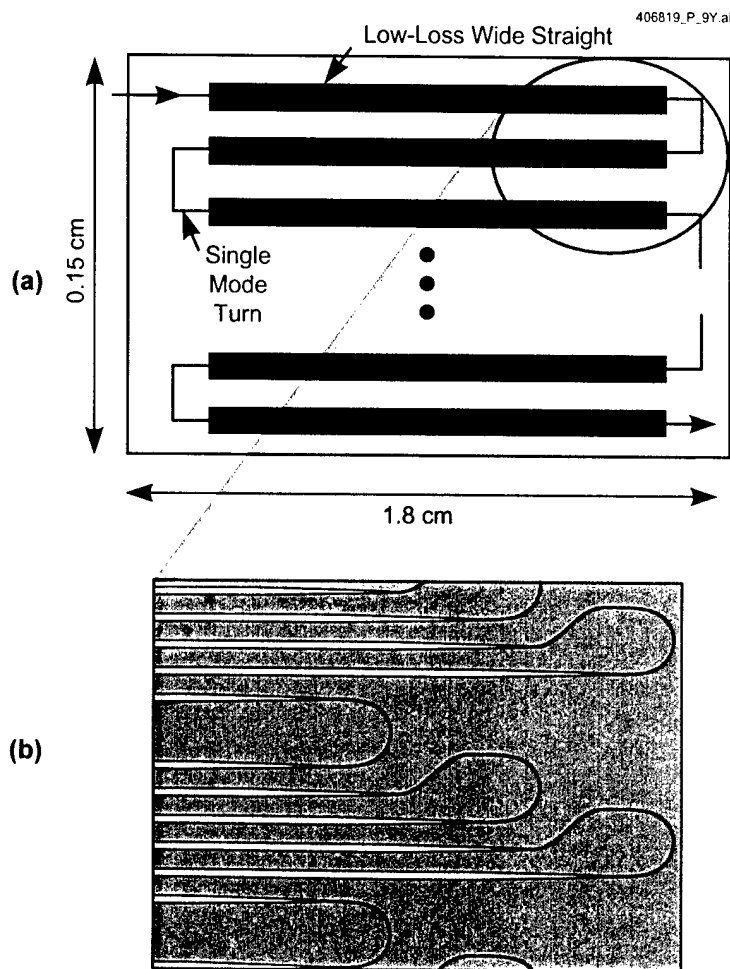 406819_P_9Y.ai
Low-Loss Wide Straight
Single
Mode
Turn
(a)
0.15 cm
1.8 cm
(b)